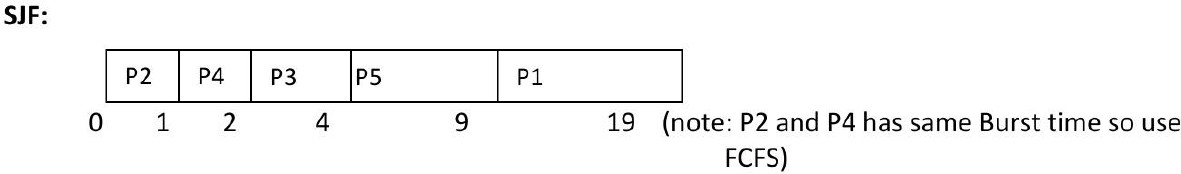 SJF:
P2 P4 P3 P5 P1
0 1 2 4 9 19 (note: P2 and P4 has same Burst time so use
FCFS)